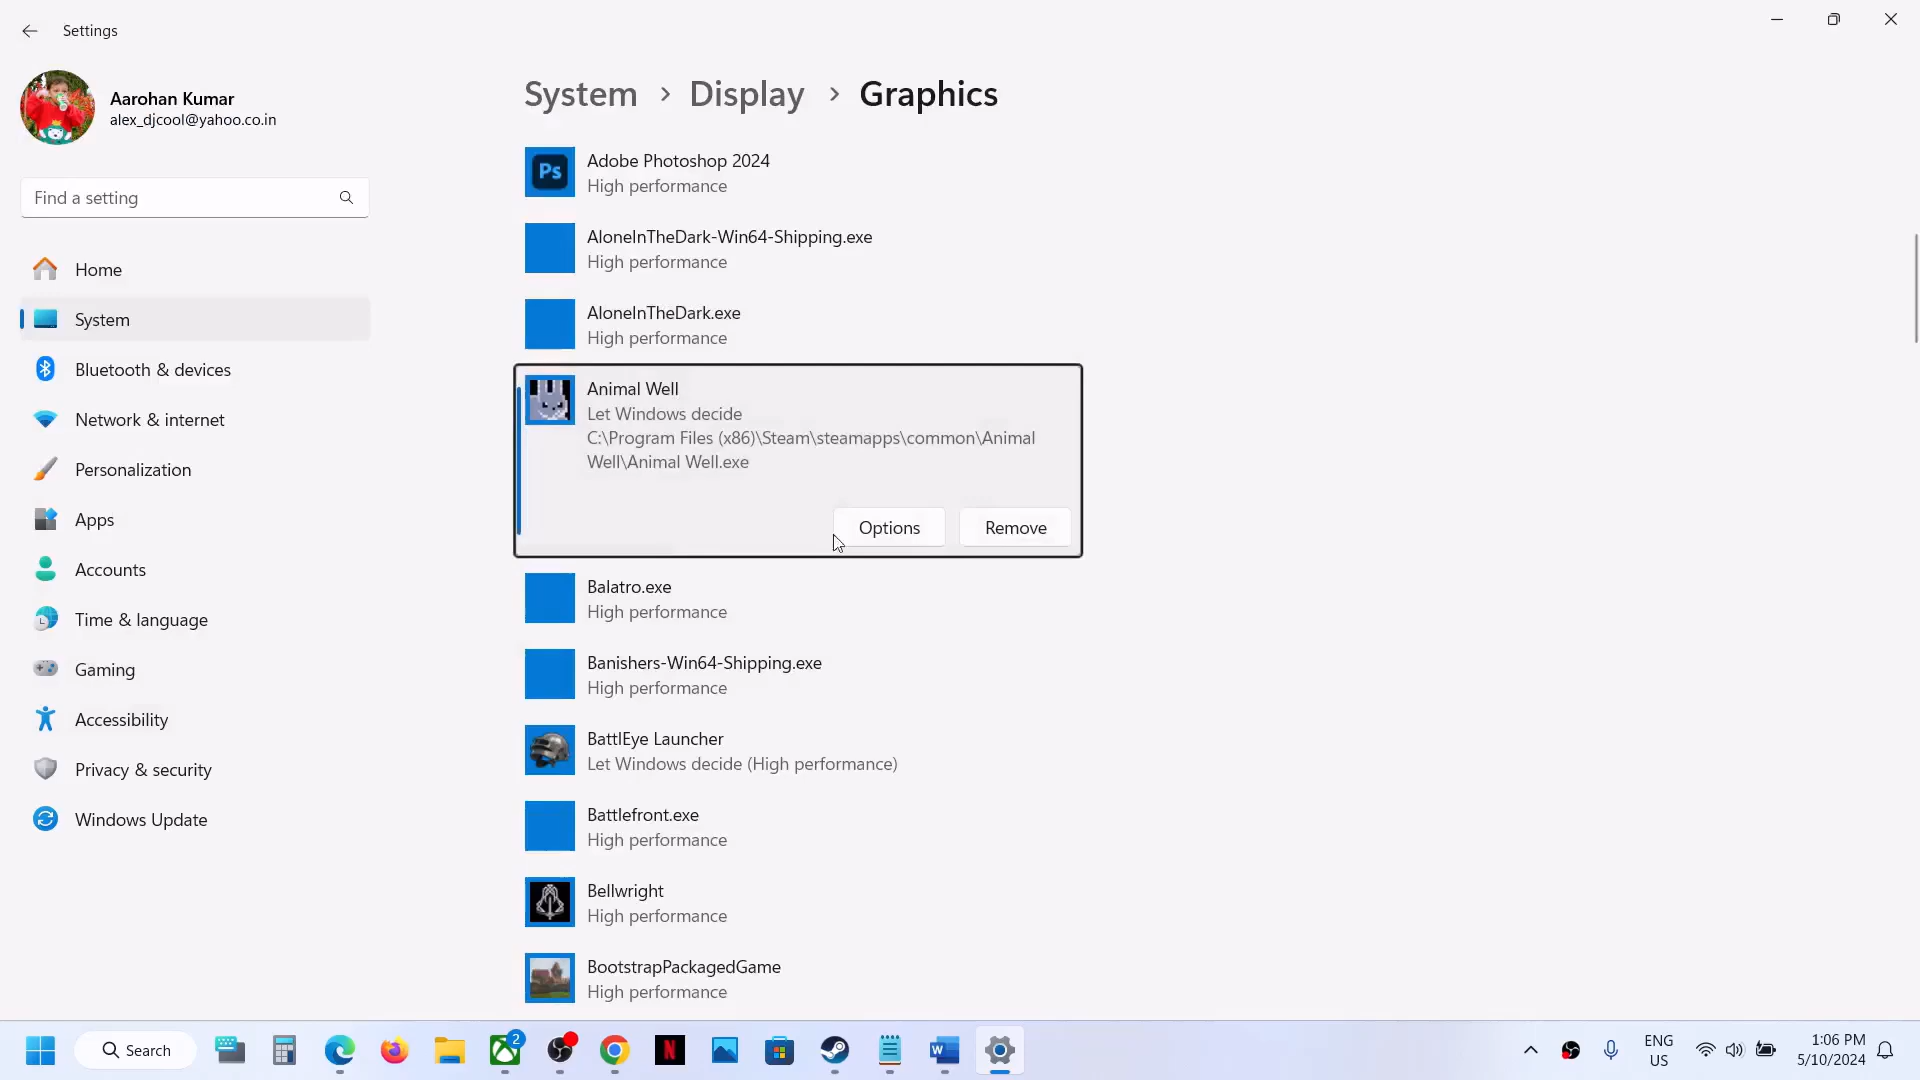 Settings
Aarohan Kumar
alex_djcool@yahoo.co.in
Find a setting
Home
System
Bluetooth & devices
Network & internet
Personalization
Apps
Accounts
Time & language
Gaming
Accessibility
Privacy & security
Windows Update
System > Display > Graphics
Ps
Adobe Photoshop 2024
High performance
AloneInTheDark-Win64-Shipping.exe
High performance
AloneInTheDark.exe
High performance
Animal Well
Let Windows decide
C:\Program Files (x86)\Steam\steamapps\common\Animal
Well\Animal Well.exe
Options
Remove
Balatro.exe
High performance
Banishers-Win64-Shipping.exe
High performance
BattlEye Launcher
Let Windows decide (High performance)
Battlefront.exe
High performance
Bellwright
High performance
BootstrapPackagedGame
High performance
Search
2
N
W
ENG
US
1:06 PM
5/10/2024